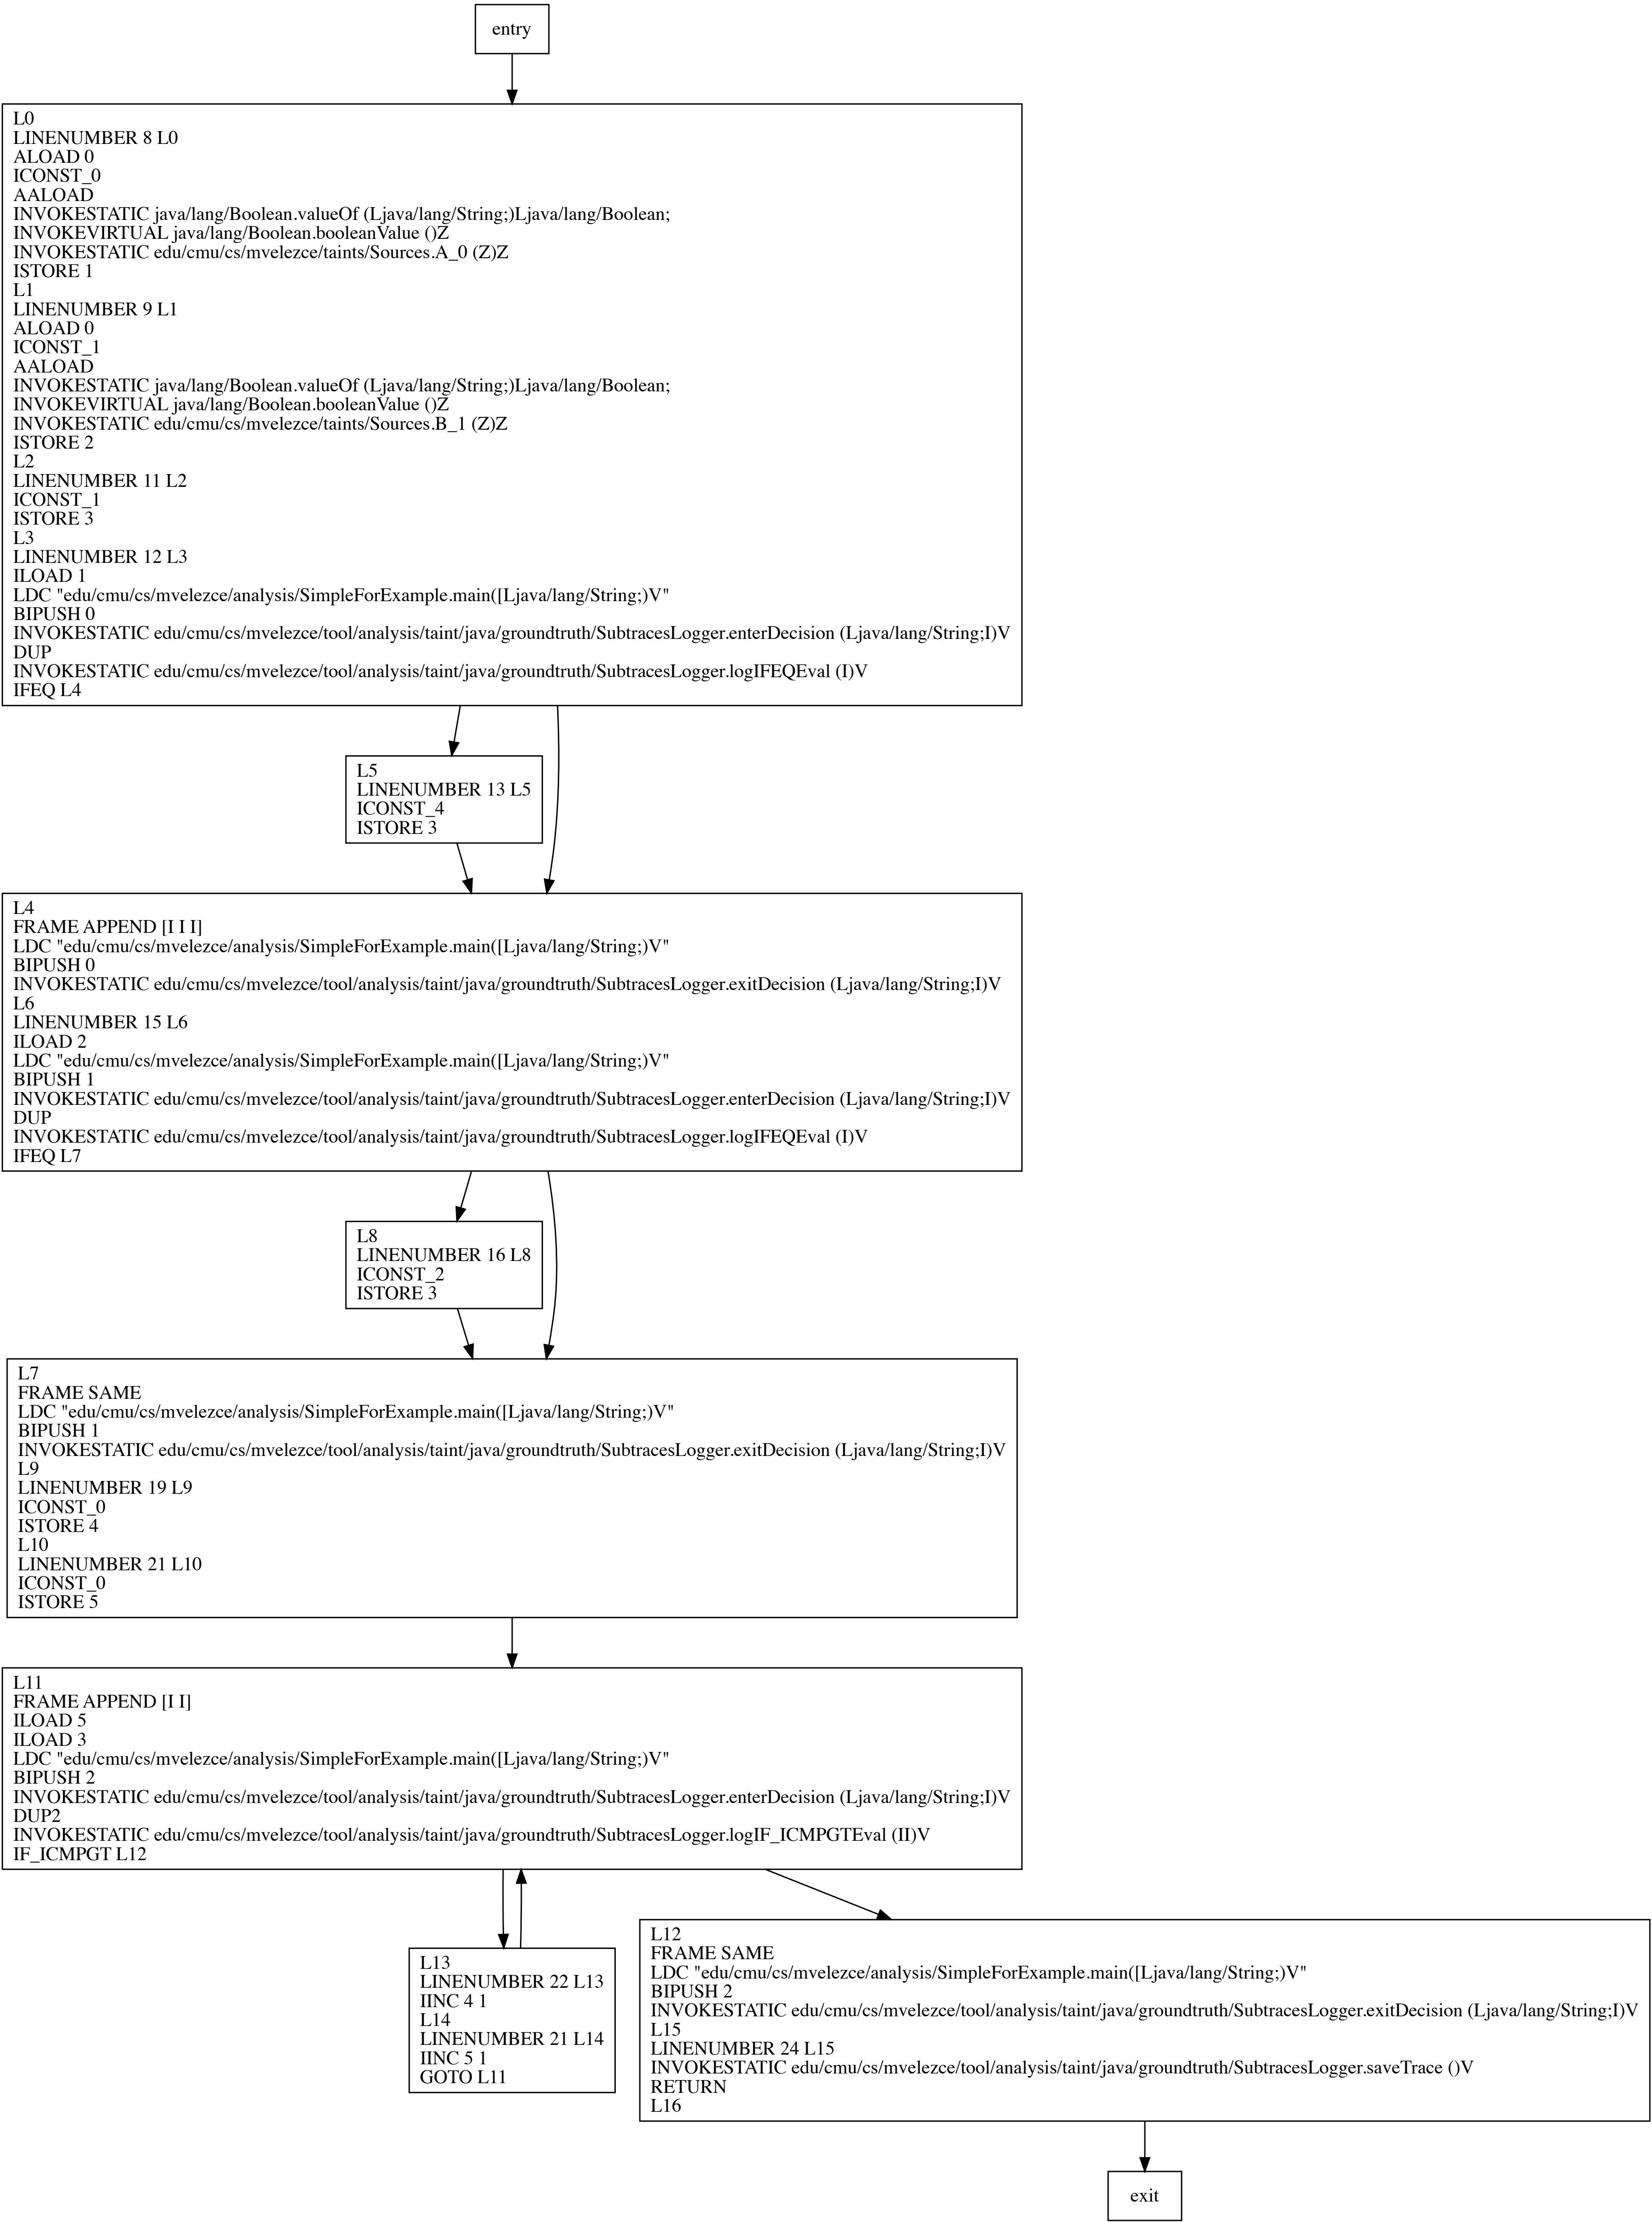 entry
L0
LINENUMBER 8 L0
ALOAD 0
ICONST_0
AALOAD
INVOKESTATIC java/lang/Boolean.valueOf (Ljava/lang/String;)Ljava/lang/Boolean;
INVOKEVIRTUAL java/lang/Boolean.booleanValue ()Z
INVOKESTATIC edu/cmu/cs/mvelezce/taints/Sources.A_0 (Z)Z
ISTORE 1
L1
LINENUMBER 9 L1
ALOAD 0
ICONST_1
AALOAD
INVOKESTATIC java/lang/Boolean.valueOf (Ljava/lang/String;)Ljava/lang/Boolean;
INVOKEVIRTUAL java/lang/Boolean.booleanValue ()Z
INVOKESTATIC edu/cmu/cs/mvelezce/taints/Sources.B_1 (Z)Z
ISTORE 2
L2
LINENUMBER 11 L2
ICONST_1
ISTORE 3
L3
LINENUMBER 12 L3
ILOAD 1
LDC "edu/cmu/cs/mvelezce/analysis/SimpleForExample.main([Ljava/lang/String;)V"
BIPUSH 0
INVOKESTATIC edu/cmu/cs/mvelezce/tool/analysis/taint/java/groundtruth/SubtracesLogger.enterDecision (Ljava/lang/String;I)V
DUP
INVOKESTATIC edu/cmu/cs/mvelezce/tool/analysis/taint/java/groundtruth/SubtracesLogger.logIFEQEval (I)V
IFEQ L4
L5
LINENUMBER 13 L5
ICONST_4
ISTORE 3
L4
FRAME APPEND [I I I]
LDC "edu/cmu/cs/mvelezce/analysis/SimpleForExample.main([Ljava/lang/String;)V"
BIPUSH 0
INVOKESTATIC edu/cmu/cs/mvelezce/tool/analysis/taint/java/groundtruth/SubtracesLogger.exitDecision (Ljava/lang/String;I)V
L6
LINENUMBER 15 L6
ILOAD 2
LDC "edu/cmu/cs/mvelezce/analysis/SimpleForExample.main([Ljava/lang/String;)V"
BIPUSH 1
INVOKESTATIC edu/cmu/cs/mvelezce/tool/analysis/taint/java/groundtruth/SubtracesLogger.enterDecision (Ljava/lang/String;I)V
DUP
INVOKESTATIC edu/cmu/cs/mvelezce/tool/analysis/taint/java/groundtruth/SubtracesLogger.logIFEQEval (I)V
IFEQ L7
L8
LINENUMBER 16 L8
ICONST_2
ISTORE 3
L7
FRAME SAME
LDC "edu/cmu/cs/mvelezce/analysis/SimpleForExample.main([Ljava/lang/String;)V"
BIPUSH 1
INVOKESTATIC edu/cmu/cs/mvelezce/tool/analysis/taint/java/groundtruth/SubtracesLogger.exitDecision (Ljava/lang/String;I)V
L9
LINENUMBER 19 L9
ICONST_0
ISTORE 4
L10
LINENUMBER 21 L10
ICONST_0
ISTORE 5
L11
FRAME APPEND [I I]
ILOAD 5
ILOAD 3
LDC "edu/cmu/cs/mvelezce/analysis/SimpleForExample.main([Ljava/lang/String;)V"
BIPUSH 2
INVOKESTATIC edu/cmu/cs/mvelezce/tool/analysis/taint/java/groundtruth/SubtracesLogger.enterDecision (Ljava/lang/String;I)V
DUP2
INVOKESTATIC edu/cmu/cs/mvelezce/tool/analysis/taint/java/groundtruth/SubtracesLogger.logIF_ICMPGTEval (II)V
IF_ICMPGT L12
L13
LINENUMBER 22 L13
IINC 4 1
L14
LINENUMBER 21 L14
IINC 5 1
GOTO L11
L12
FRAME SAME
LDC "edu/cmu/cs/mvelezce/analysis/SimpleForExample.main([Ljava/lang/String;)V"
BIPUSH 2
INVOKESTATIC edu/cmu/cs/mvelezce/tool/analysis/taint/java/groundtruth/SubtracesLogger.exitDecision (Ljava/lang/String;I)V
L15
LINENUMBER 24 L15
INVOKESTATIC edu/cmu/cs/mvelezce/tool/analysis/taint/java/groundtruth/SubtracesLogger.saveTrace ()V
RETURN
L16
exit